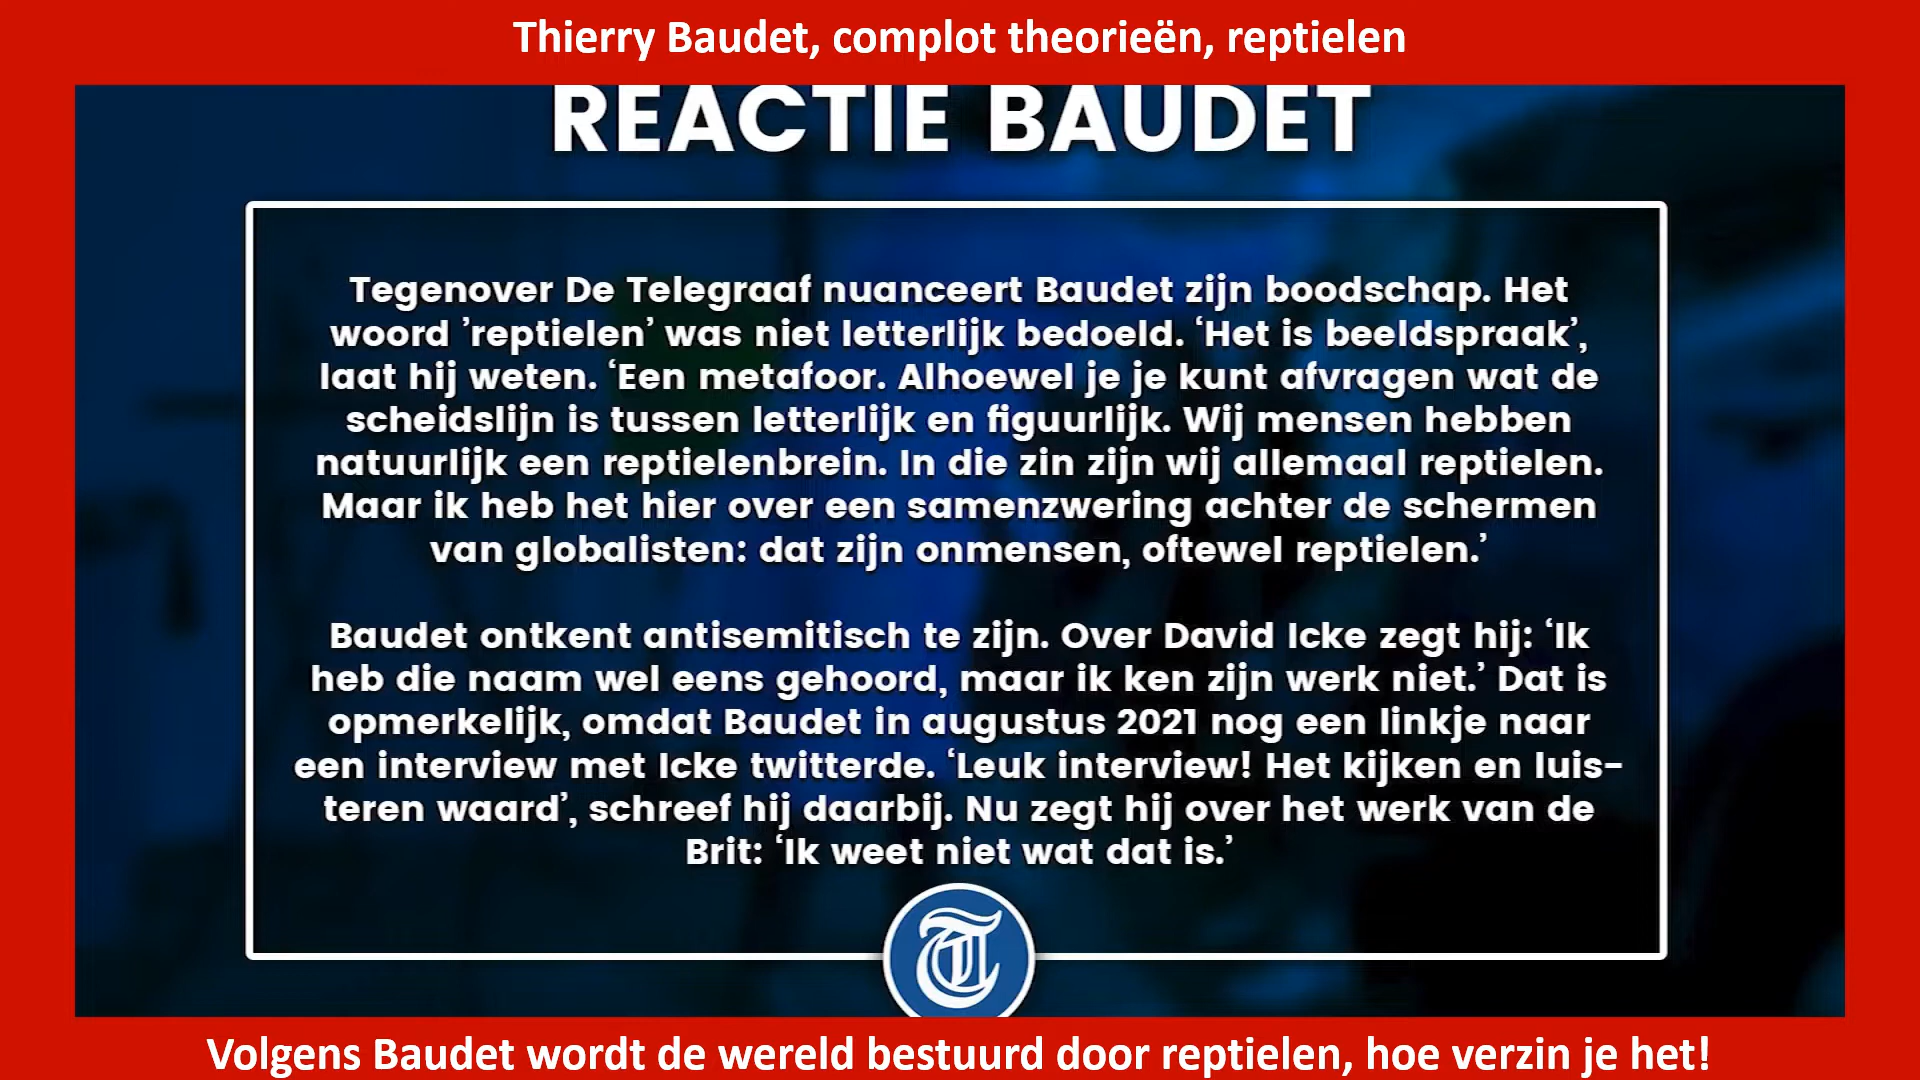 Thierry Baudet, complot theorieën, reptielen
REACTIE BAUDET
Tegenover De Telegraaf nuanceert Baudet zijn boodschap. Het
woord ’reptielen’ was niet letterlijk bedoeld. ‘Het is beeldspraak’,
laat hij weten. ‘Een metafoor. Alhoewel je je kunt afvragen wat de
scheidslijn is tussen letterlijk en figuurlijk. Wij mensen hebben
natuurlijk een reptielenbrein. In die zin zijn wij allemaal reptielen.
Maar ik heb het hier over een samenzwering achter de schermen
van globalisten: dat zijn onmensen, oftewel reptielen.’
Baudet ontkent antisemitisch te zijn. Over David Icke zegt hij: ‘Ik
heb die naam wel eens gehoord, maar ik ken zijn werk niet.’ Dat is
opmerkelijk, omdat Baudet in augustus 2021 nog een linkje naar
een interview met Icke twitterde. ‘Leuk interview! Het kijken en luis-
teren waard’, schreef hij daarbij. Nu zegt hij over het werk van de
Brit: ‘Ik weet niet wat dat is.’
T
Volgens Baudet wordt de wereld bestuurd door reptielen, hoe verzin je het!